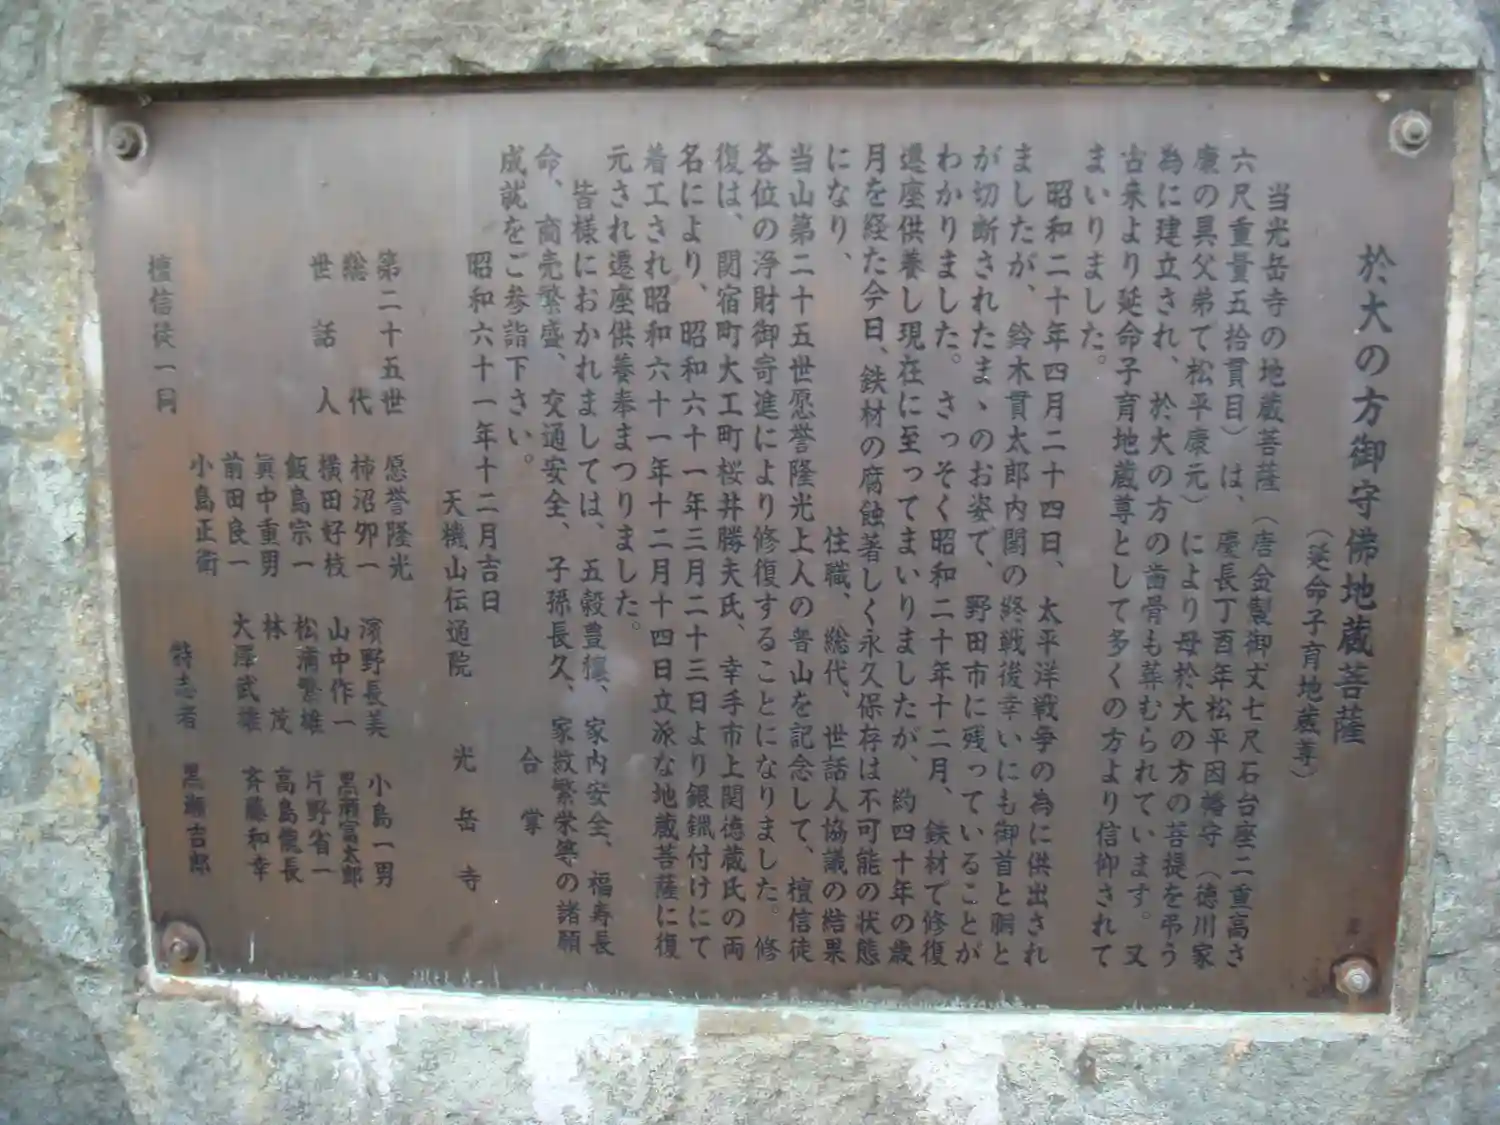 於大の方御守佛地蔵菩薩
（延命子育地蔵尊）
当光岳寺の地蔵菩薩（唐金製御丈七尺石台座二重高さ
六尺重量五拾貫目）は、慶長丁酉年松平因幡守（徳川家
康の異父弟て松平康元）により母於大の方の菩提を弔う
為に建立され、於大の方の歯骨も葬むられています。又
古来より延命子育地蔵尊として多くの方より信仰されて
まいりました。
昭和二十年四月二十四日、太平洋戦争の為に供出され
ましたが、鈴木貫太郎内閣の終戦後幸いにも御首と胴と
が切断されたまゝのお姿で、野田市に残っていることが
わかりました。さっそく昭和二十年十二月、鉄材で修復
遷座供養し現在に至ってまいりましたが、約四十年の歳
月を経た今日、鉄材の腐蝕著しく永久保存は不可能の状態
になり、住職、総代、世話人協議の結果
当山第二十五世愿誉隆光上人の晋山を記念して、檀信徒
各位の浄財御寄進により修復することになりました。修
復は、関宿町大工町桜井勝夫氏、幸手市上関徳蔵氏の両
名により、昭和六十一年三月二十三日より銀鑞付けにて
着工され昭和六十一年十二月十四日立派な地蔵菩薩に復
元され遷座供養奉まつりました。
皆様におかれましては、五穀豊穣、家内安全、福寿長
命、商売繁盛、交通安全、子孫長久、家敷繁栄等の諸願
成就をご参詣下さい。
合掌
昭和六十一年十二月吉日
天機山伝通院 光岳寺
第二十五世 愿誉隆光
総代 柿沼夘一 濱野長美 小島一男
世話人 横田好枝 山中作一 黒瀬富太郎
飯島宗一 松浦繁雄 片野省一
眞中重男 林茂 高島龍長
前田良一 大澤武雄 斉藤和幸
小島正衛
檀信徒一同 特志者 黒瀬吉郎